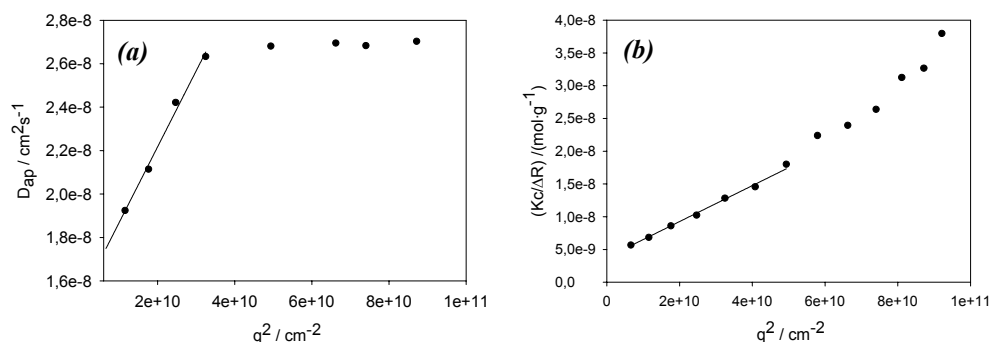 (a)
2,8e-8
2,6e-8
2,4e-8
2,2e-8
2,0e-8
1,8e-8
1,6e-8
Dap / cm2s-1
2e+10 4e+10 6e+10 8e+10 1e+11
q2 / cm-2
(b)
4,0e-8
3,5e-8
3,0e-8
2,5e-8
2,0e-8
1,5e-8
1,0e-8
5,0e-9
0,0
(Kc/ΔR) /(mol·g-1)
0 2e+10 4e+10 6e+10 8e+10 1e+11
q2 / cm-2